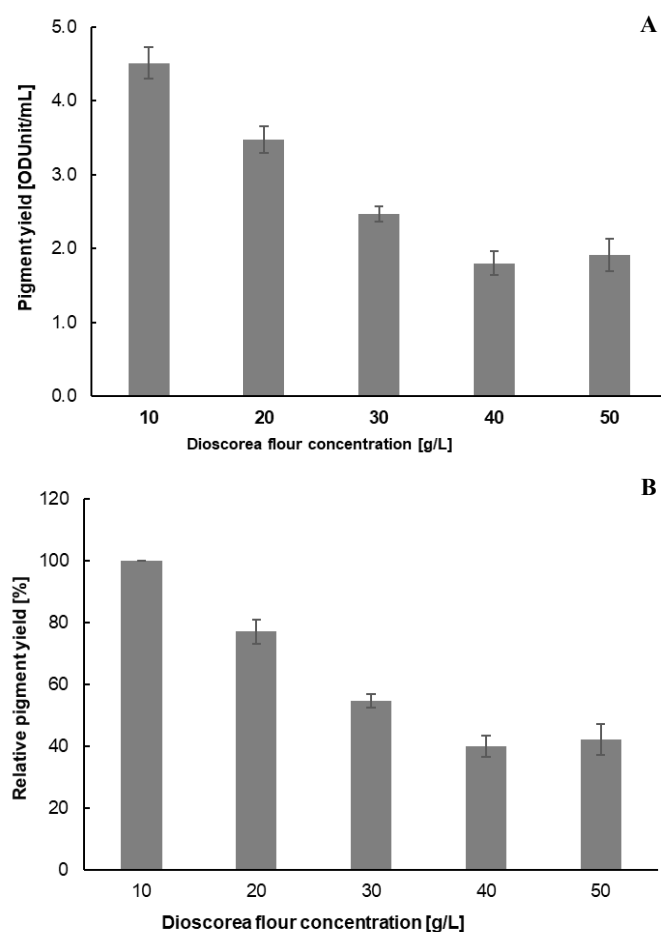 A
5.0
4.0
3.0
2.0
1.0
0.0
Pigment yield [ODUnit/mL]
10 20 30 40 50
Dioscorea flour concentration [g/L]
B
120
100
80
60
40
20
0
Relative pigment yield [%]
10 20 30 40 50
Dioscorea flour concentration [g/L]